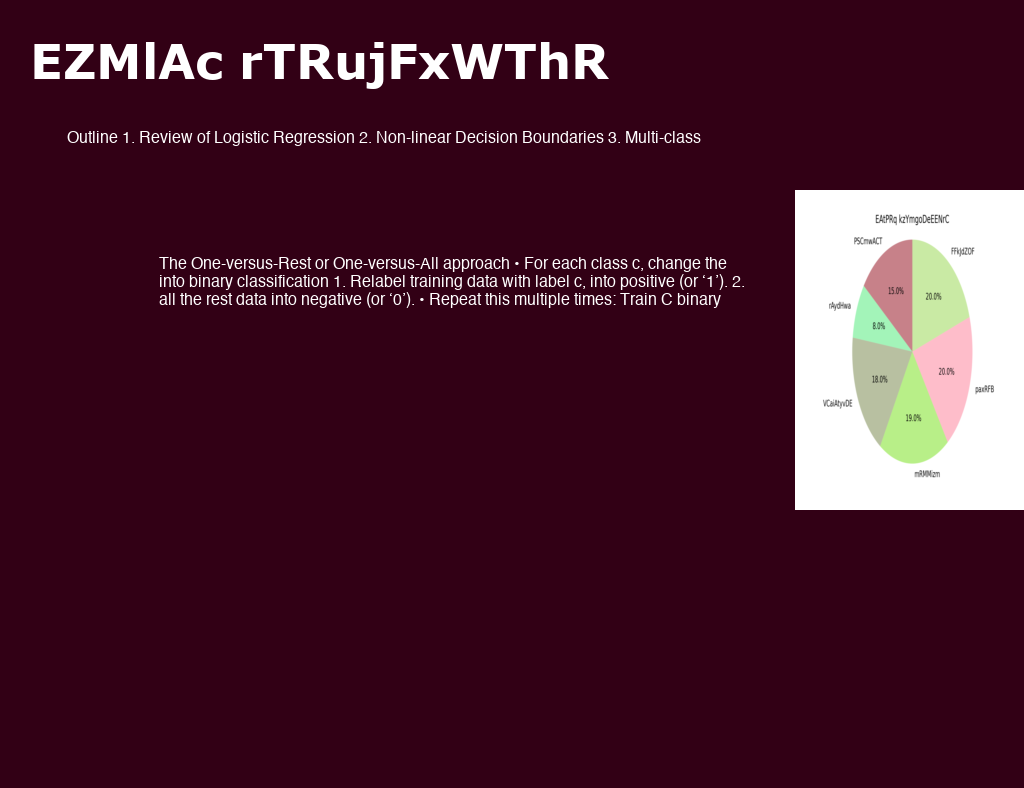 EZMlAc rTRujFxWThR
Outline 1. Review of Logistic Regression 2. Non-linear Decision Boundaries 3. Multi-class
The One-versus-Rest or One-versus-All approach • For each class c, change the
into binary classification 1. Relabel training data with label c, into positive (or ‘1’). 2.
all the rest data into negative (or ‘0’). • Repeat this multiple times: Train C binary
EAtPRq kzYmgoDeEENrC
PSCmwACT
FFkJdZOF
15.0%
20.0%
rAydHwa
8.0%
20.0%
18.0%
paxRFB
VCaiAtyvDE
19.0%
mRMMizm